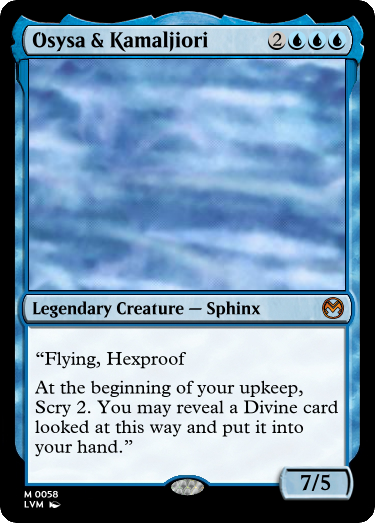 Osysa & Kamaljiori 2
Legendary Creature — Sphinx
“Flying, Hexproof
At the beginning of your upkeep,
Scry 2. You may reveal a Divine card
looked at this way and put it into
your hand.”
7/5
M 0058
LVM